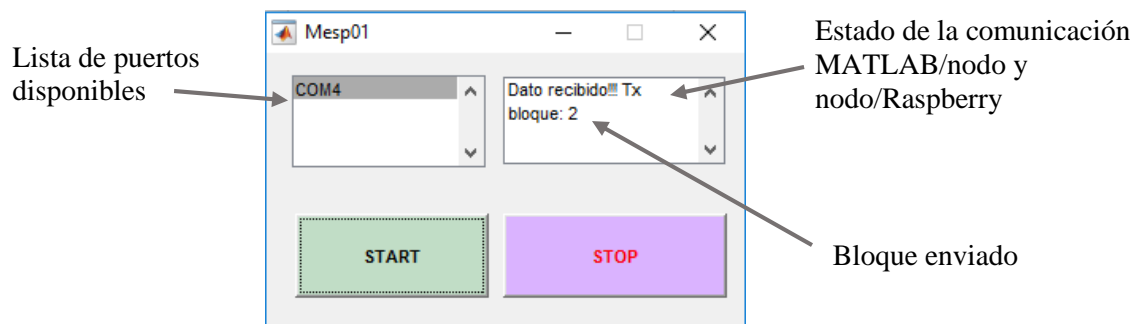 Mesp01
Lista de puertos
disponibles
COM4
Dato recibido!!! Tx
bloque: 2
Estado de la comunicación
MATLAB/nodo y
nodo/Raspberry
START
STOP
Bloque enviado